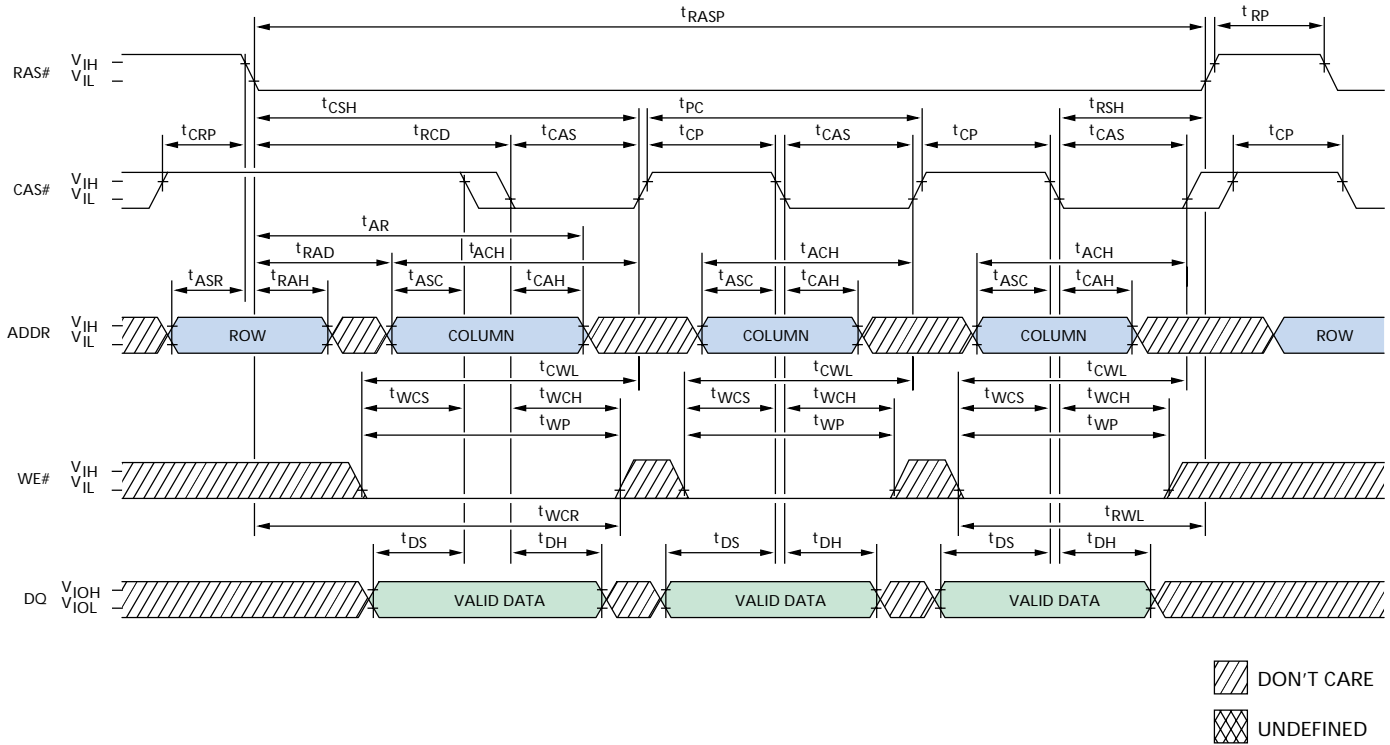 tRASP tRP
RAS# VIH
VIL
tCSH tPC tRSH
tCRP tRCD tCAS tCP tCAS tCP tCAS tCP
CAS# VIH
VIL
tAR
tRAD tACH tACH tACH
tASR tRAH tASC tCAH tASC tCAH tASC tCAH
ADDR VIH
VIL
ROW COLUMN COLUMN COLUMN ROW
tCWL tCWL tCWL
tWCS tWCH tWCS tWCH tWCS tWCH
tWP tWP tWP
WE# VIH
VIL
tWCR tRWL
tDS tDH tDS tDH tDS tDH
DQ VIOH
VIOL
VALID DATA VALID DATA VALID DATA
DON'T CARE
UNDEFINED